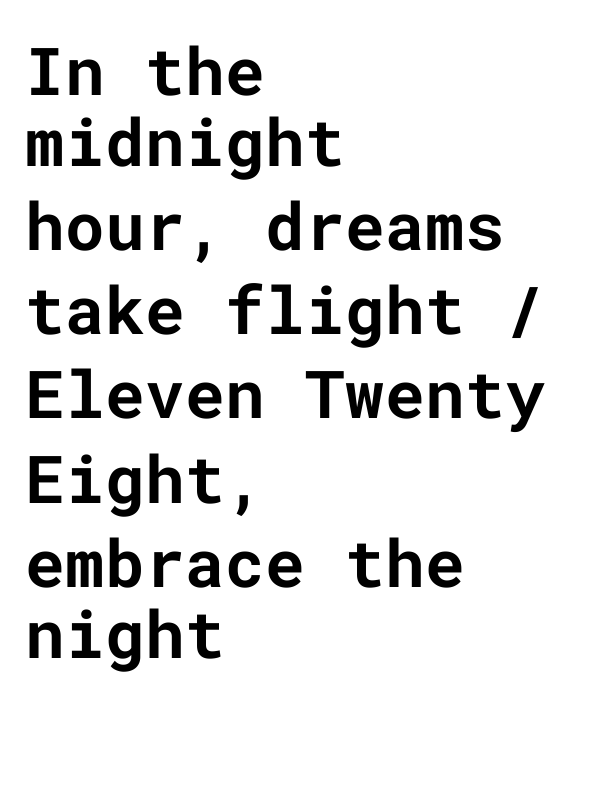 In the
midnight
hour, dreams
take flight /
Eleven Twenty
Eight,
embrace the
night